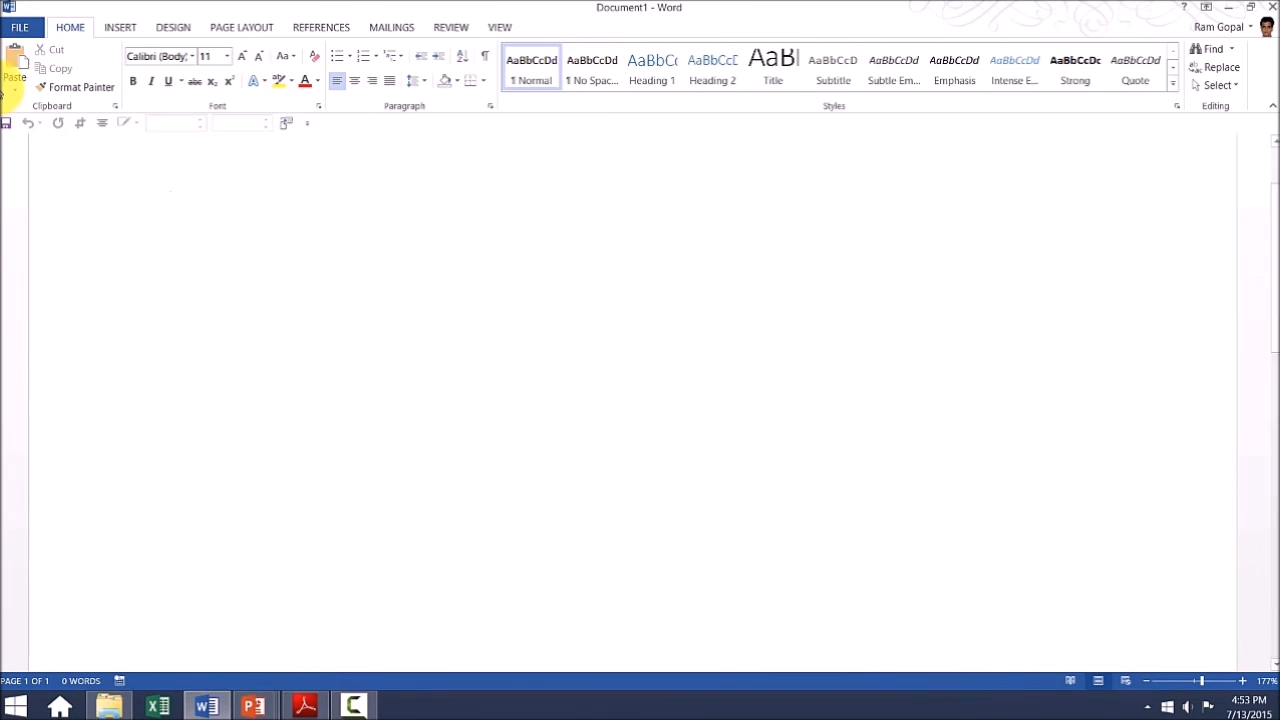 Document1 - Word
FILE HOME INSERT DESIGN PAGE LAYOUT REFERENCES MAILINGS REVIEW VIEW Ram Gopal
Paste
Cut
Copy
Format Painter
Clipboard
Calibri (Body) 11
Font
Paragraph
AaBbCcDd AaBbCcDd AaBbCc AaBbCcD AaB AaBbCcD AaBbCcDd AaBbCcDd AaBbCcDd AaBbCcDc AaBbCcDd
¶ Normal ¶ No Spac... Heading 1 Heading 2 Title Subtitle Subtle Em... Emphasis Intense E... Strong Quote
Styles
Find
Replace
Select
Editing
PAGE 1 OF 1 0 WORDS 177%
4:53 PM
7/13/2015